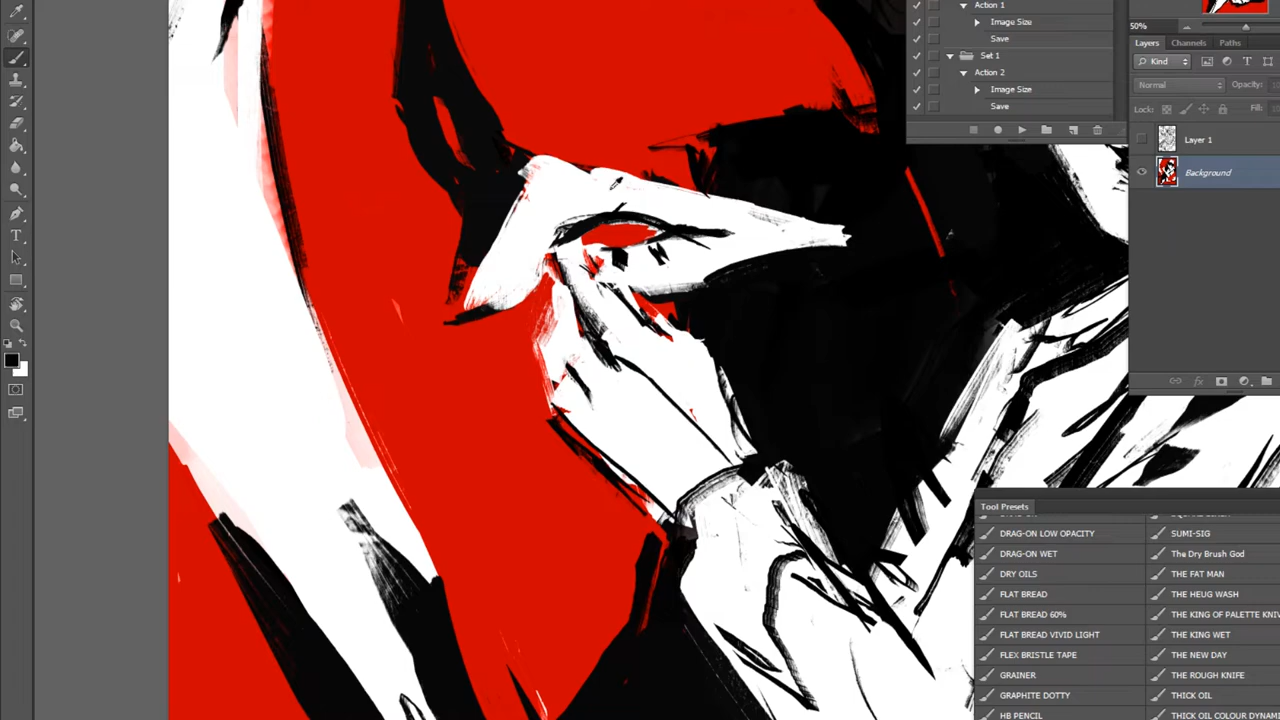 Action 1
Image Size
Save
Set 1
Action 2
Image Size
Save
50%
Layers Channels Paths
Kind
Normal Opacity:
Lock: Fill:
Layer 1
Background
Tool Presets
DRAG-ON LOW OPACITY
DRAG-ON WET
DRY OILS
FLAT BREAD
FLAT BREAD 60%
FLAT BREAD VIVID LIGHT
FLEX BRISTLE TAPE
GRAINER
GRAPHITE DOTTY
HB PENCIL
SUMI-SIG
The Dry Brush God
THE FAT MAN
THE HEUG WASH
THE KING OF PALETTE KNIV
THE KING WET
THE NEW DAY
THE ROUGH KNIFE
THICK OIL
THICK OIL COLOUR DYNAMI